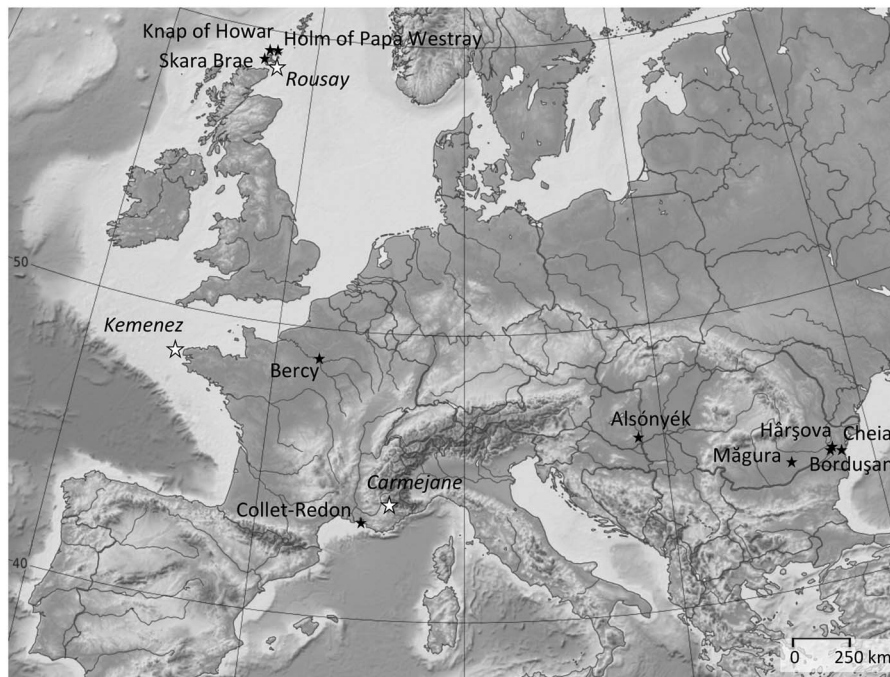 Knap of Howar
Holm of Papa Westray
Skara Brae
Rousay
50
Kemenez
Bercy
Alsónyék
Hârşova
Cheia
Măgura
Borduşan
Carmejane
Collet-Redon
40
0 250 km